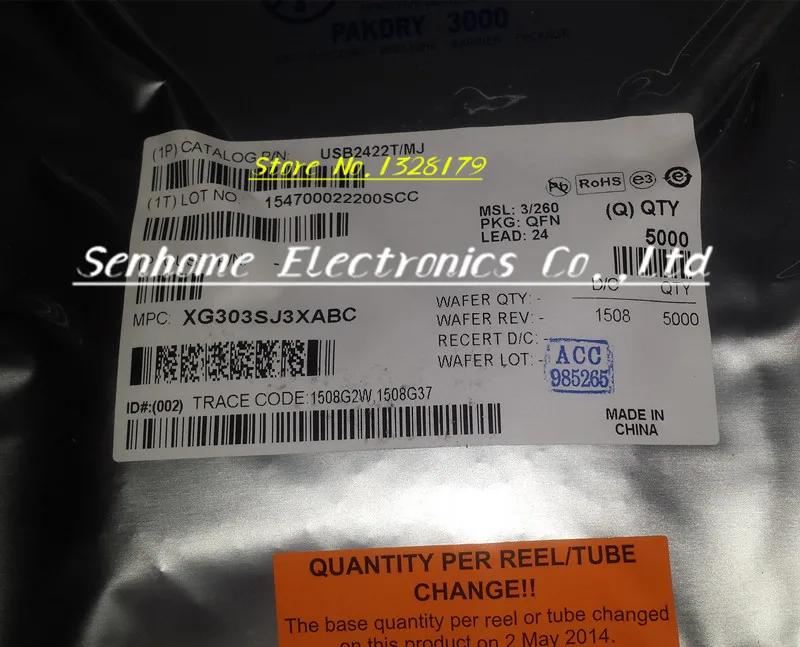 PAKDRY 3000
(1P) CATALOG P/N: USB2422T/MJ
Store No.1328179
(1T) LOT NO: 154700022200SCC
Pb RoHS e3 e
MSL: 3/260
PKG: QFN
LEAD: 24
(Q) QTY
5000
Senhome Electronics Co.,Ltd
D/C QTY
1508 5000
WAFER QTY: -
WAFER REV: -
RECERT D/C: -
WAFER LOT: -
MPC: XG303SJ3XABC
ACC
985265
ID#:(002) TRACE CODE:1508G2W,1508G37
MADE IN
CHINA
QUANTITY PER REEL/TUBE
CHANGE!!
The base quantity per reel or tube changed
on this product on 2 May 2014.